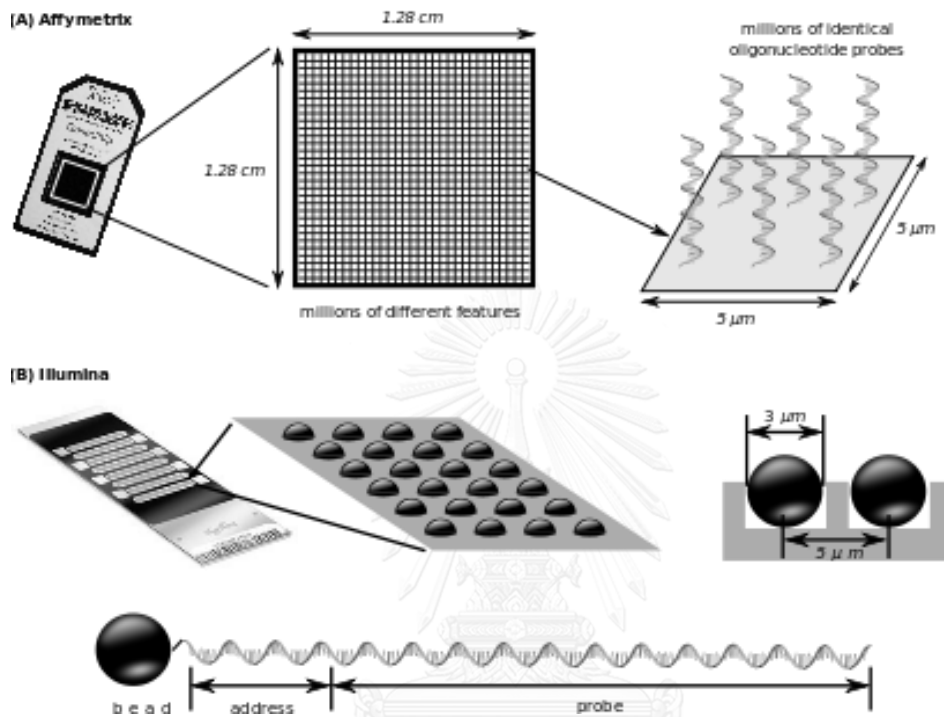 (A) Affymetrix
1.28 cm
millions of identical
oligonucleotide probes
1.28 cm
5 µm
5 µm
millions of different features
(B) Illumina
3 µm
5 µ m
b e a d
address
probe